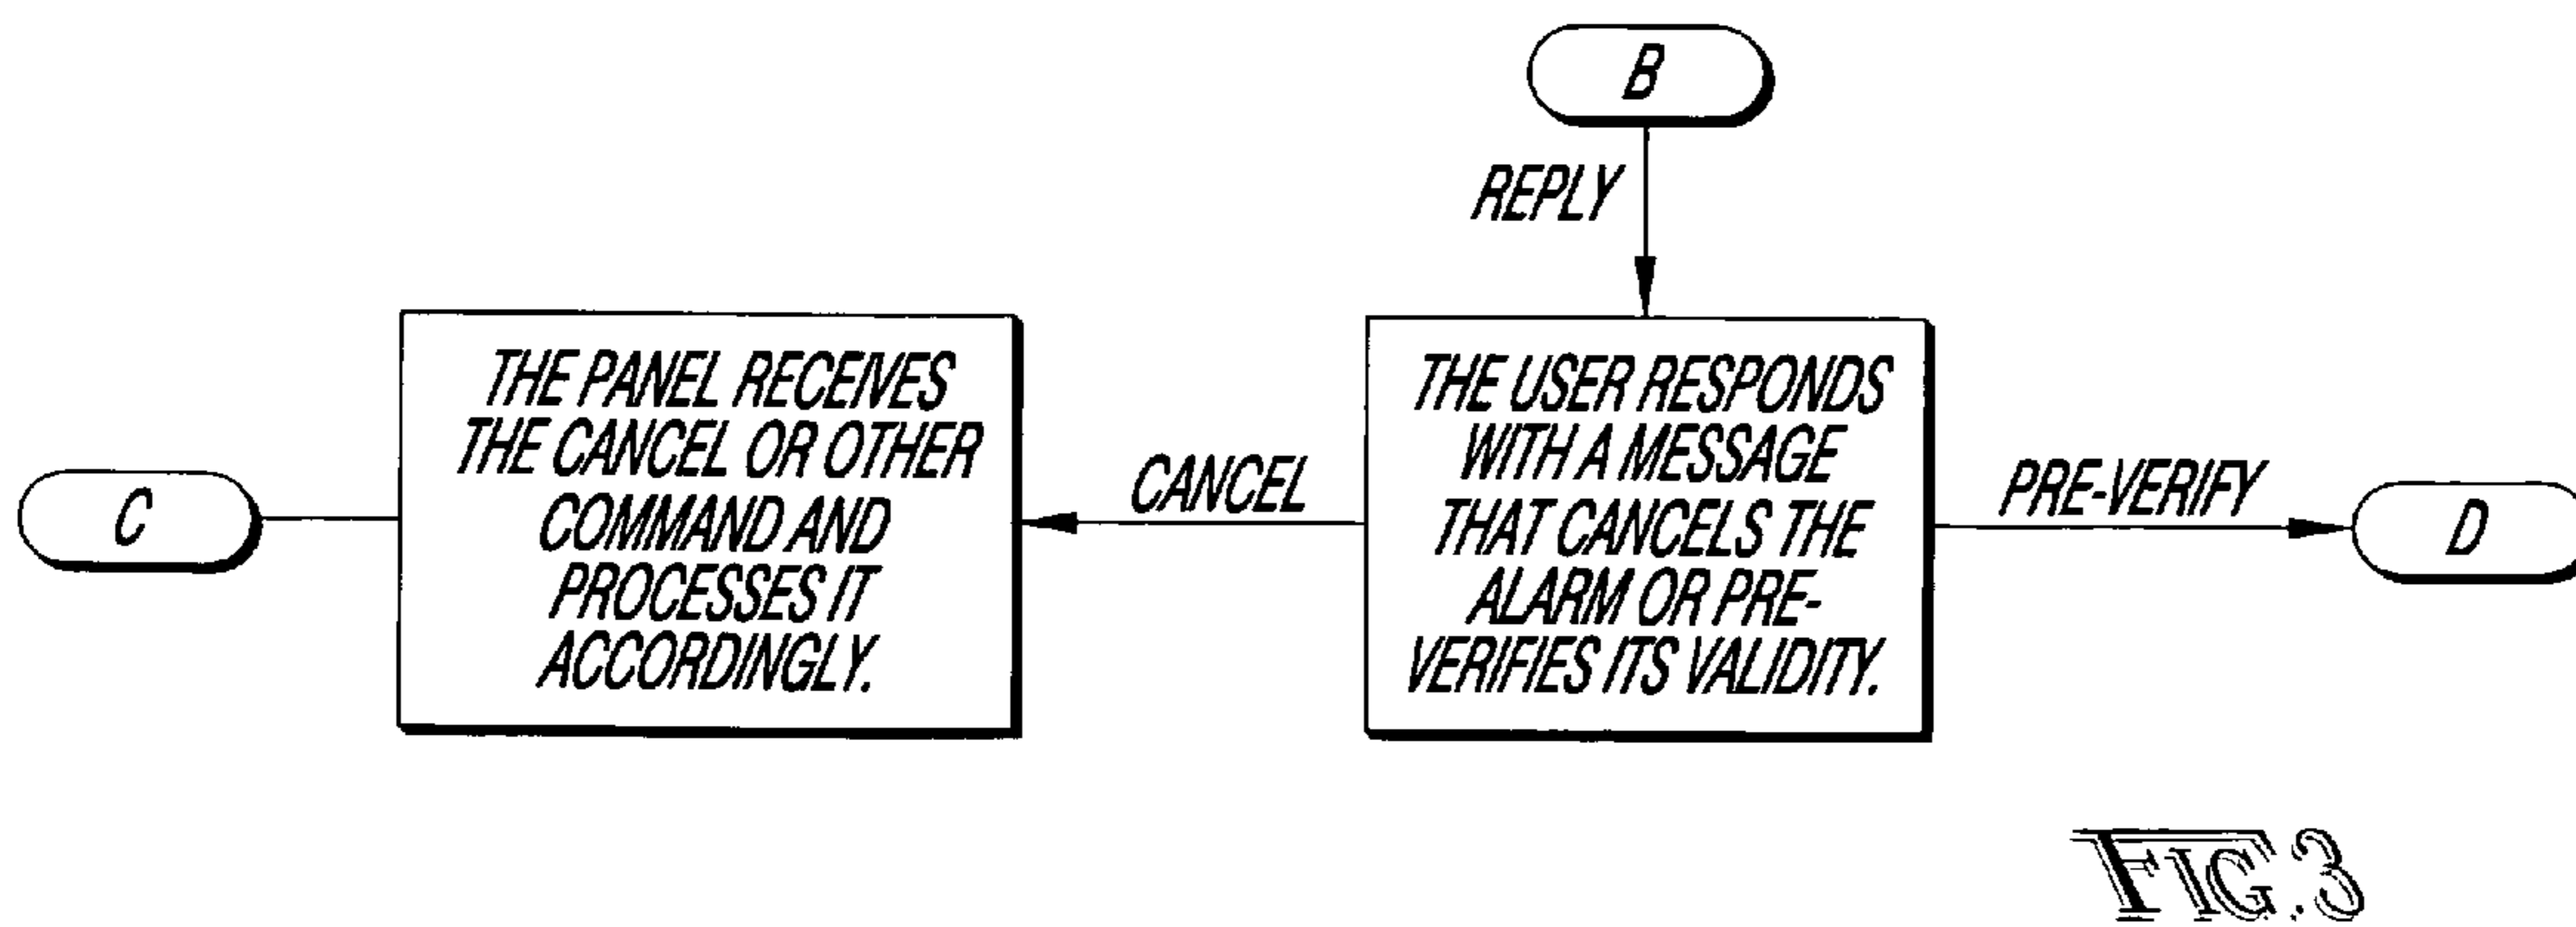 B
REPLY
THE PANEL RECEIVES
THE CANCEL OR OTHER
COMMAND AND
PROCESSES IT
ACCORDINGLY.
C
CANCEL
THE USER RESPONDS
WITH A MESSAGE
THAT CANCELS THE
ALARM OR PRE-
VERIFIES ITS VALIDITY.
PRE-VERIFY
D
FIG.3